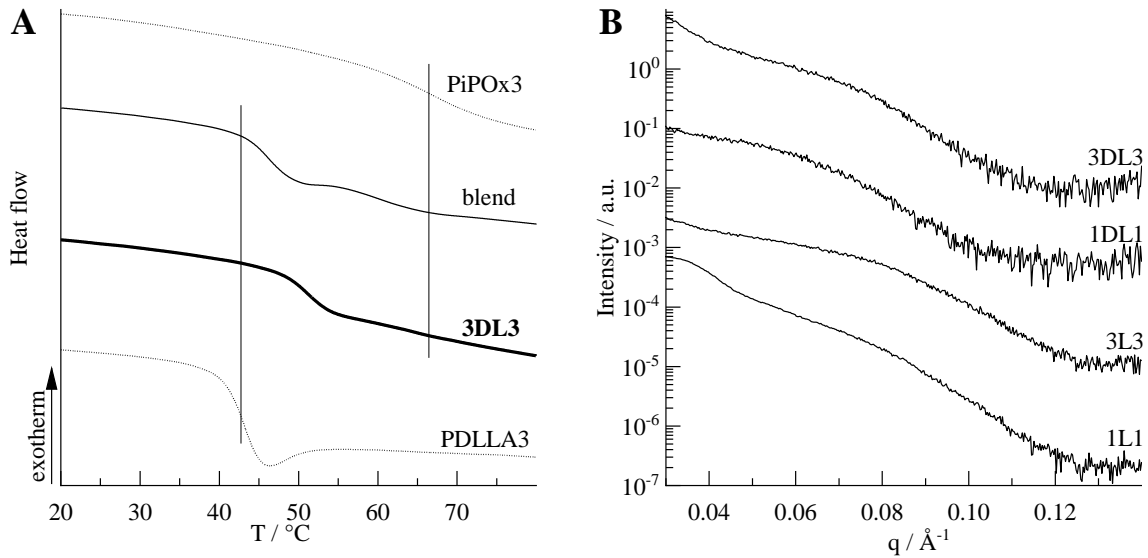 A
PiPOx3
blend
3DL3
PDLLA3
Heat flow
exotherm
20 30 40 50 60 70
T / °C
B
10⁰
10⁻¹
10⁻²
10⁻³
10⁻⁴
10⁻⁵
10⁻⁶
10⁻⁷
Intensity / a.u.
3DL3
1DL1
3L3
1L1
0.04 0.06 0.08 0.10 0.12
q / Å⁻¹